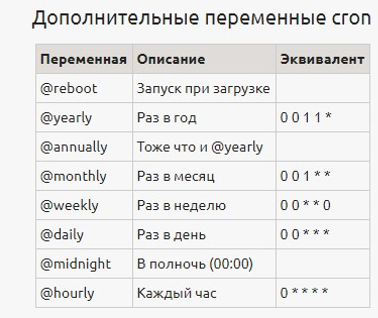 Дополнительные переменные cron
Переменная Описание Эквивалент
@reboot Запуск при загрузке
@yearly Раз в год 0 0 1 1 *
@annually Тоже что и @yearly
@monthly Раз в месяц 0 0 1 * *
@weekly Раз в неделю 0 0 * * 0
@daily Раз в день 0 0 * * *
@midnight В полночь (00:00)
@hourly Каждый час 0 * * * *